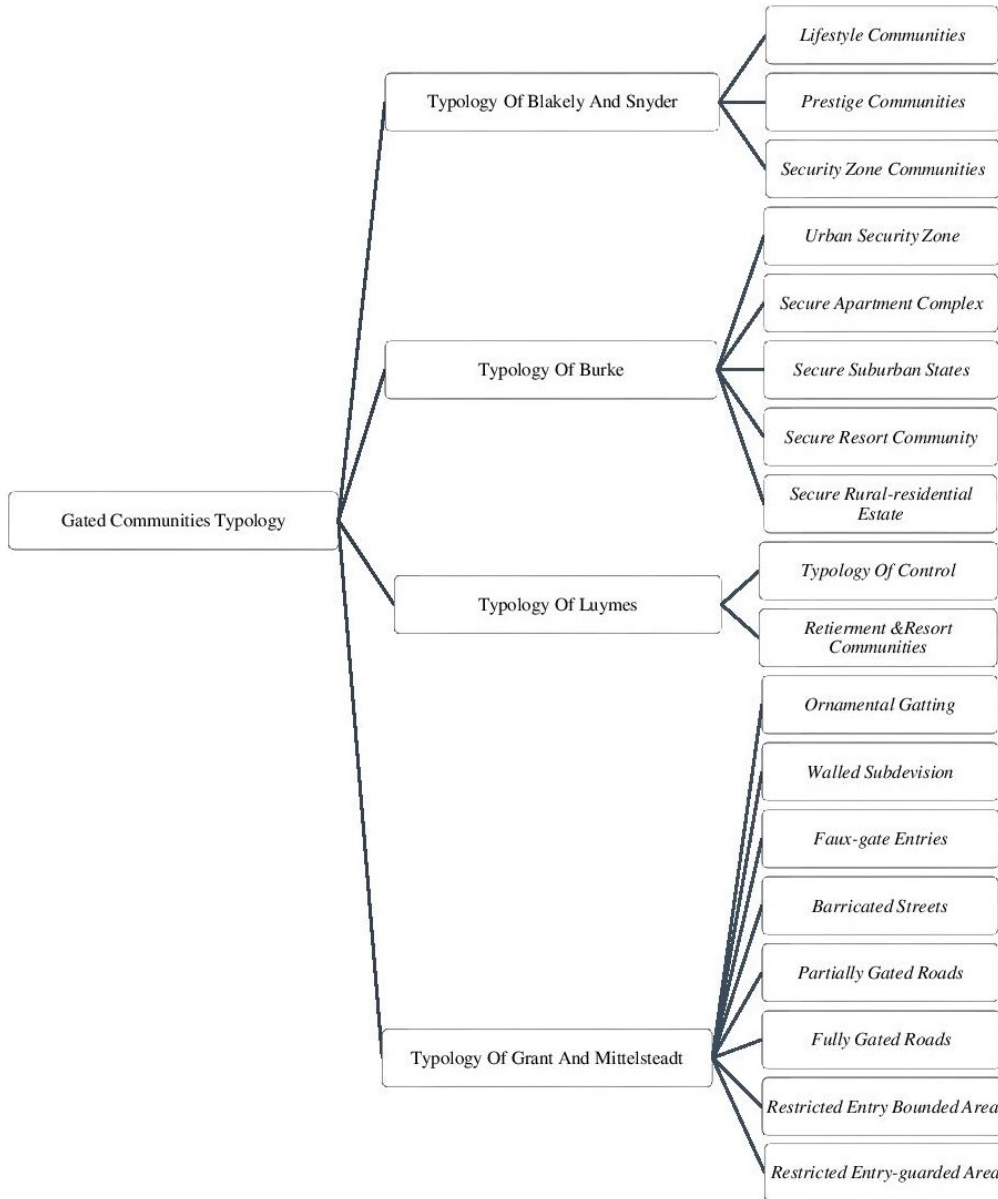 Gated Communities Typology
Typology Of Blakely And Snyder
Lifestyle Communities
Prestige Communities
Security Zone Communities
Typology Of Burke
Urban Security Zone
Secure Apartment Complex
Secure Suburban States
Secure Resort Community
Secure Rural-residential
Estate
Typology Of Luymes
Typology Of Control
Retierment &Resort
Communities
Typology Of Grant And Mittelsteadt
Ornamental Gatting
Walled Subdevision
Faux-gate Entries
Barricated Streets
Partially Gated Roads
Fully Gated Roads
Restricted Entry Bounded Area
Restricted Entry-guarded Area